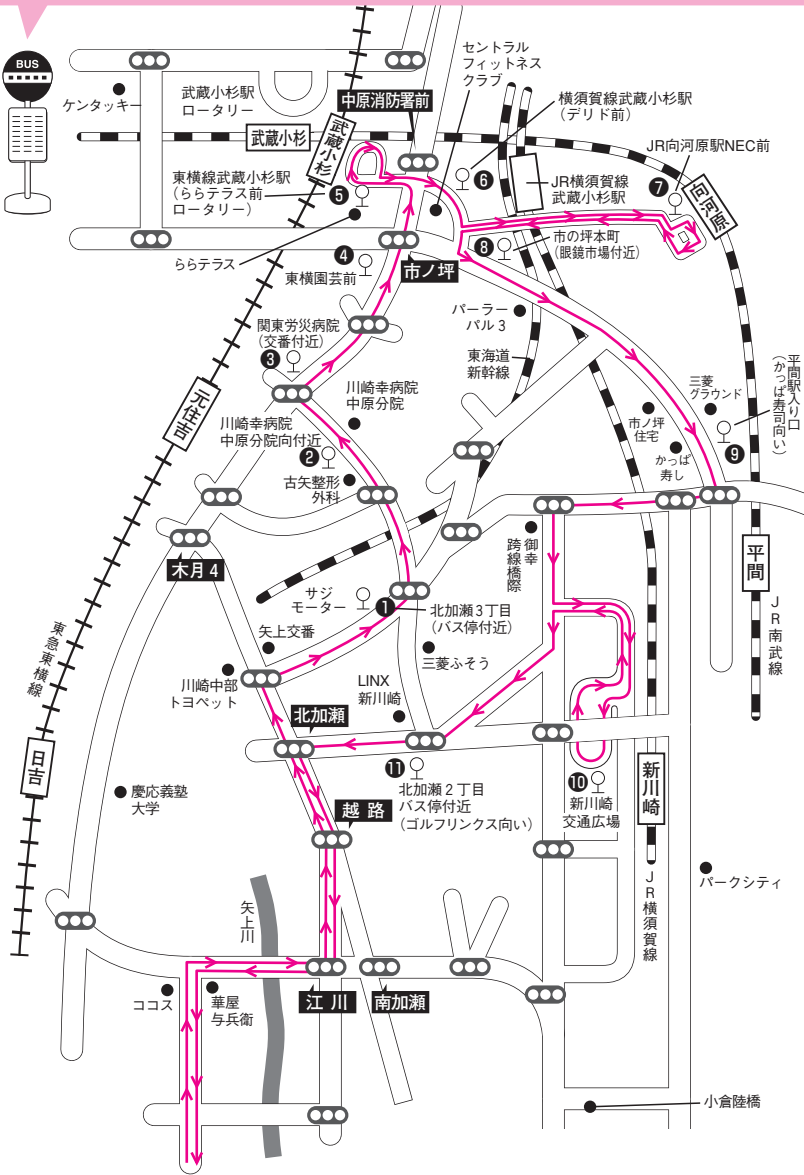 BUS
ケンタッキー
武蔵小杉駅
ロータリー
中原消防署前
セントラル
フィットネス
クラブ
横須賀線武蔵小杉駅
(デリド前)
武蔵小杉
武蔵小杉
JR向河原駅NEC前
東横線武蔵小杉駅
(ららテラス前
ロータリー)
❺
❻
JR横須賀線
武蔵小杉駅
❼
向河原
ららテラス
❹
東横園芸前
市ノ坪
❽
市の坪本町
(眼鏡市場付近)
関東労災病院
(交番付近)
❸
パーラー
パル3
東海道
新幹線
元住吉
川崎幸病院
中原分院
川崎幸病院
中原分院向付近
❷
古矢整形
外科
三菱
グラウンド
平間駅入り口
(かっぱ寿司向い)
❾
市ノ坪
住宅
かっぱ
寿し
木月4
御幸
跨線橋際
平間
JR南武線
サジ
モーター
❶
北加瀬3丁目
(バス停付近)
矢上交番
三菱ふそう
東急東横線
川崎中部
トヨペット
LINX
新川崎
北加瀬
日吉
⓫
北加瀬2丁目
バス停付近
(ゴルフリンクス向い)
❿
新川崎
交通広場
新川崎
慶応義塾
大学
越路
JR横須賀線
パークシティ
矢上川
ココス
華屋
与兵衛
江川
南加瀬
小倉陸橋